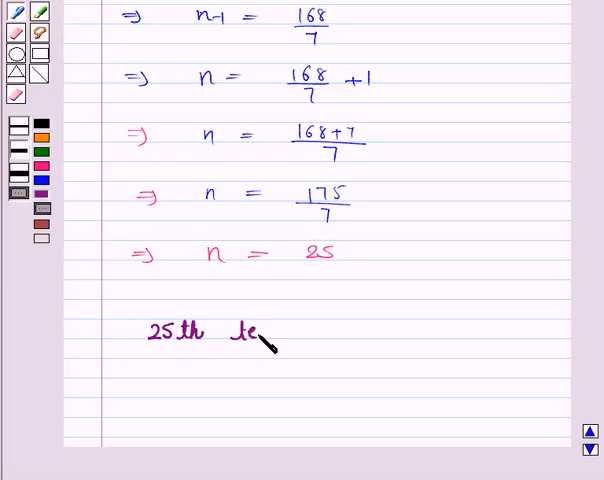 ⇒ n-1 = 168/7
⇒ n = 168/7 + 1
⇒ n = 168+7/7
⇒ n = 175/7
⇒ n = 25
25th te